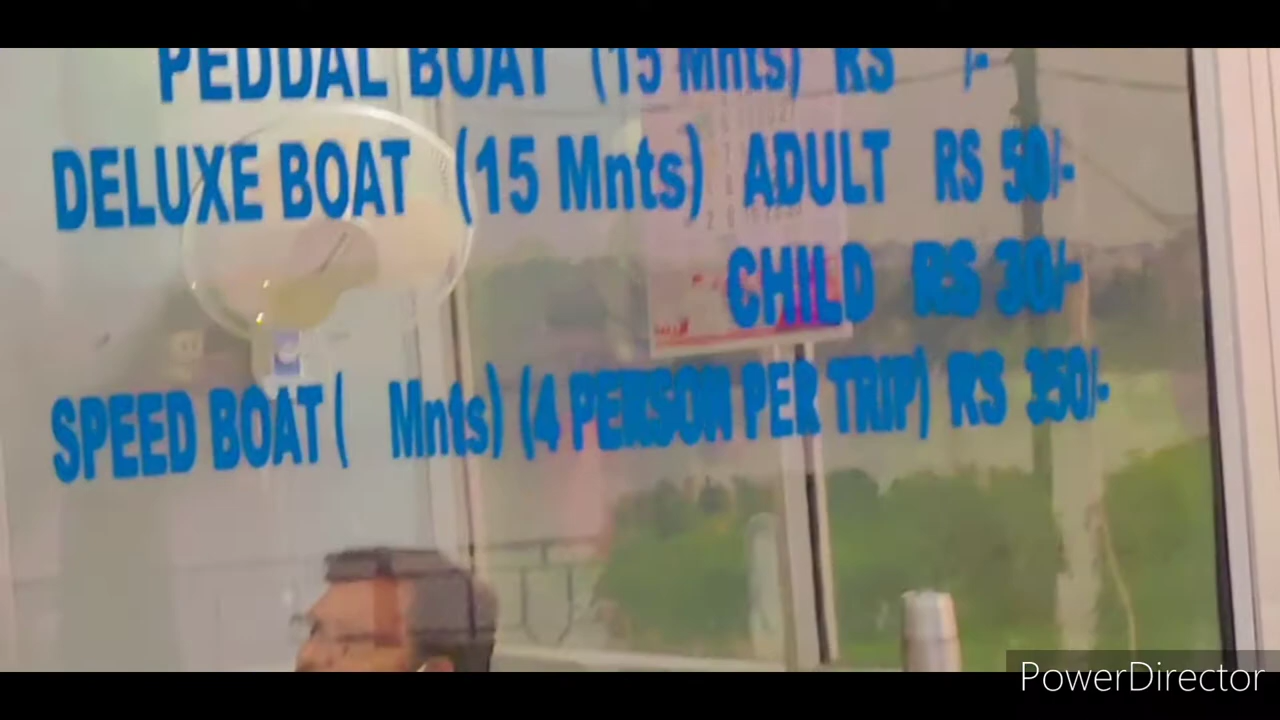 PEDDAL BOAT (15 Mnts) RS /-
DELUXE BOAT (15 Mnts) ADULT RS 50/-
CHILD RS 30/-
SPEED BOAT ( Mnts) (4 PERSON PER TRIP) RS 350/-
PowerDirector